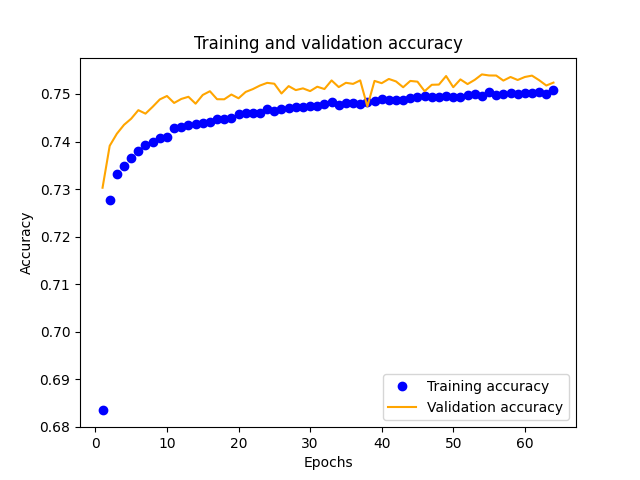 Training and validation accuracy
Accuracy
0.75
0.74
0.73
0.72
0.71
0.70
0.69
0.68
Training accuracy
Validation accuracy
0 10 20 30 40 50 60
Epochs